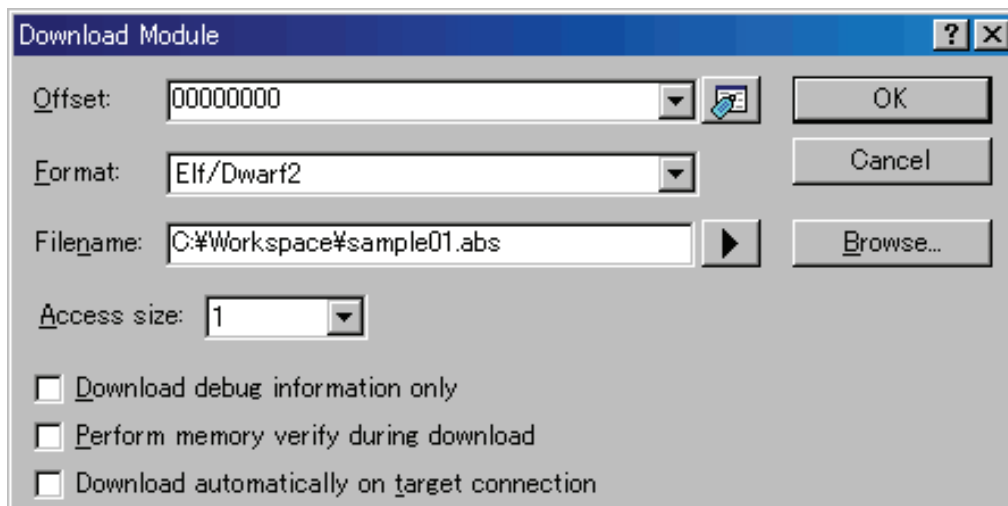 Download Module
Offset: 00000000 OK
Format: Elf/Dwarf2 Cancel
Filename: C:¥Workspace¥sample01.abs Browse...
Access size: 1
Download debug information only
Perform memory verify during download
Download automatically on target connection